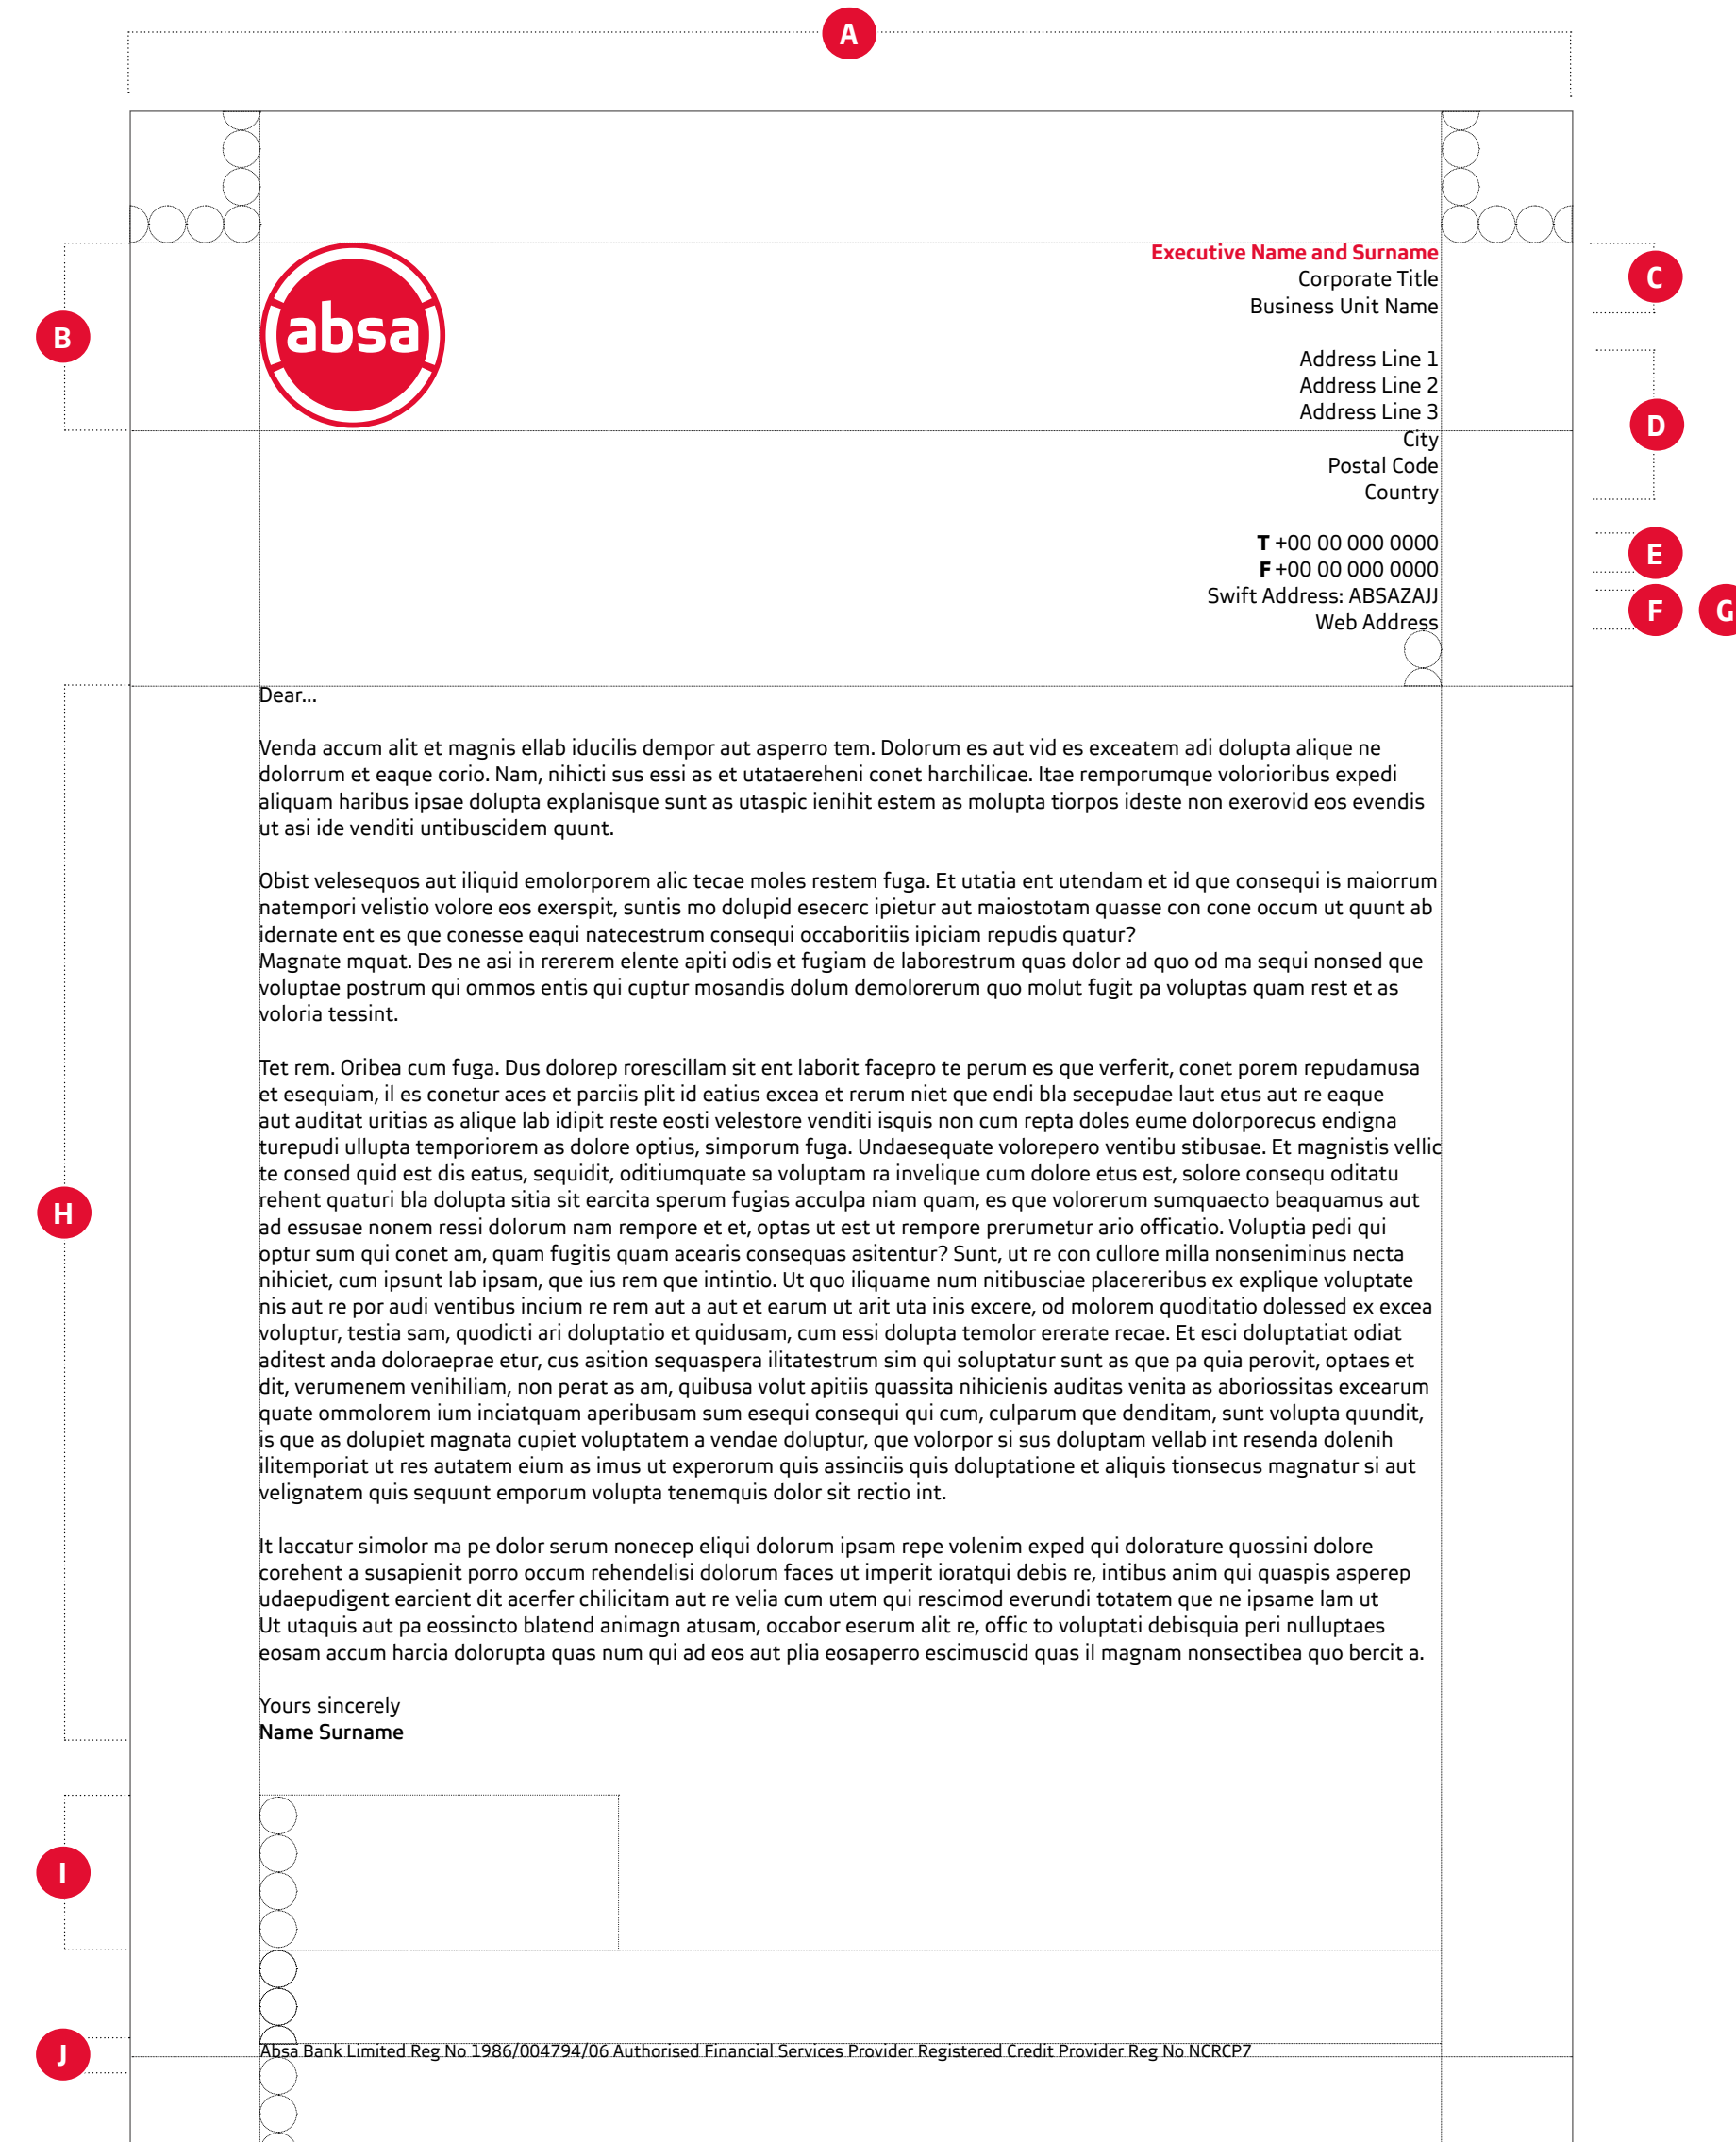 A
B
absa
Executive Name and Surname
Corporate Title
Business Unit Name
C
Address Line 1
Address Line 2
Address Line 3
City
Postal Code
Country
D
T +00 00 000 0000
F +00 00 000 0000
Swift Address: ABSAZAJJ
Web Address
E
F G
Dear...
Venda accum alit et magnis ellab iducilis dempor aut asperro tem. Dolorum es aut vid es exceatem adi dolupta alique ne
dolorrum et eaque corio. Nam, nihicti sus essi as et utataereheni conet harchilicae. Itae remporumque volorioribus expedi
aliquam haribus ipsae dolupta explanisque sunt as utaspic ienihit estem as molupta tiorpos ideste non exerovid eos evendis
ut asi ide venditi untibuscidem quunt.
Obist velesequos aut iliquid emolorporem alic tecae moles restem fuga. Et utatia ent utendam et id que consequi is maiorrum
natempori velistio volore eos exerspit, suntis mo dolupid esecerc ipietur aut maiostotam quasse con cone occum ut quunt ab
idernate ent es que conesse eaqui natecestrum consequi occaboritiis ipiciam repudis quatur?
Magnate mquat. Des ne asi in rererem elente apiti odis et fugiam de laborestrum quas dolor ad quo od ma sequi nonsed que
voluptae postrum qui ommos entis qui cuptur mosandis dolum demolorerum quo molut fugit pa voluptas quam rest et as
voloria tessint.
Tet rem. Oribea cum fuga. Dus dolorep rorescillam sit ent laborit facepro te perum es que verferit, conet porem repudamusa
et esequiam, il es conetur aces et parciis plit id eatius excea et rerum niet que endi bla secepudae laut etus aut re eaque
aut auditat uritias as alique lab idipit reste eosti velestore venditi isquis non cum repta doles eume dolorporecus endigna
turepudi ullupta temporiorem as dolore optius, simporum fuga. Undaesequate volorepero ventibu stibusae. Et magnistis vellic
te consed quid est dis eatus, sequidit, oditiumquate sa voluptam ra invelique cum dolore etus est, solore consequ oditatu
rehent quaturi bla dolupta sitia sit earcita sperum fugias acculpa niam quam, es que volorerum sumquaecto beaquamus aut
ad essusae nonem ressi dolorum nam rempore et et, optas ut est ut rempore prerumetur ario officatio. Voluptia pedi qui
optur sum qui conet am, quam fugitis quam acearis consequas asitentur? Sunt, ut re con cullore milla nonseniminus necta
nihiciet, cum ipsunt lab ipsam, que ius rem que intintio. Ut quo iliquame num nitibusciae placereribus ex explique voluptate
nis aut re por audi ventibus incium re rem aut a aut et earum ut arit uta inis excere, od molorem quoditatio dolessed ex excea
voluptur, testia sam, quodicti ari doluptatio et quidusam, cum essi dolupta temolor ererate recae. Et esci doluptatiat odiat
aditest anda doloraeprae etur, cus asition sequaspera ilitatestrum sim qui soluptatur sunt as que pa quia perovit, optaes et
dit, verumenem venihiliam, non perat as am, quibusa volut apitiis quassita nihicienis auditas venita as aboriossitas excearum
quate ommolorem ium inciatquam aperibusam sum esequi consequi qui cum, culparum que denditam, sunt volupta quundit,
is que as dolupiet magnata cupiet voluptatem a vendae doluptur, que volorpor si sus doluptam vellab int resenda dolenih
ilitemporiat ut res autatem eium as imus ut experorum quis assinciis quis doluptatione et aliquis tionsecus magnatur si aut
velignatem quis sequunt emporum volupta tenemquis dolor sit rectio int.
H
It laccatur simolor ma pe dolor serum nonecep eliqui dolorum ipsam repe volenim exped qui dolorature quossini dolore
corehent a susapienit porro occum rehendelisi dolorum faces ut imperit ioratqui debis re, intibus anim qui quaspis asperep
udaepudigent earcient dit acerfer chilicitam aut re velia cum utem qui rescimod everundi totatem que ne ipsame lam ut
Ut utaquis aut pa eossincto blatend animagn atusam, occabor eserum alit re, offic to voluptati debisquia peri nulluptaes
eosam accum harcia dolorupta quas num qui ad eos aut plia eosaperro escimuscid quas il magnam nonsectibea quo bercit a.
Yours sincerely
Name Surname
I
J
Absa Bank Limited Reg No 1986/004794/06 Authorised Financial Services Provider Registered Credit Provider Reg No NCRCP7